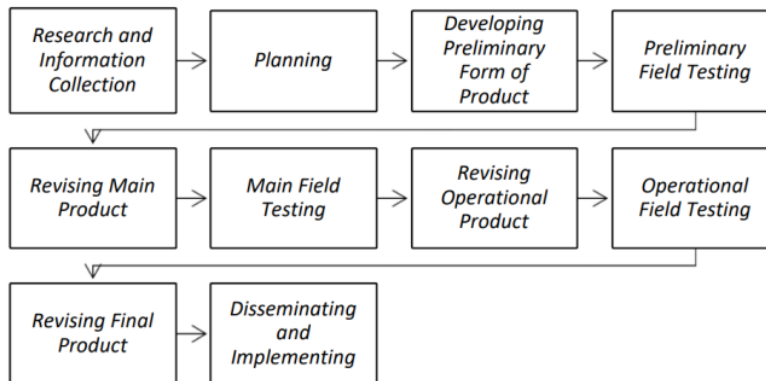 Research and
Information
Collection
Planning
Developing
Preliminary
Form of
Product
Preliminary
Field Testing
Revising Main
Product
Main Field
Testing
Revising
Operational
Product
Operational
Field Testing
Revising Final
Product
Disseminating
and
Implementing